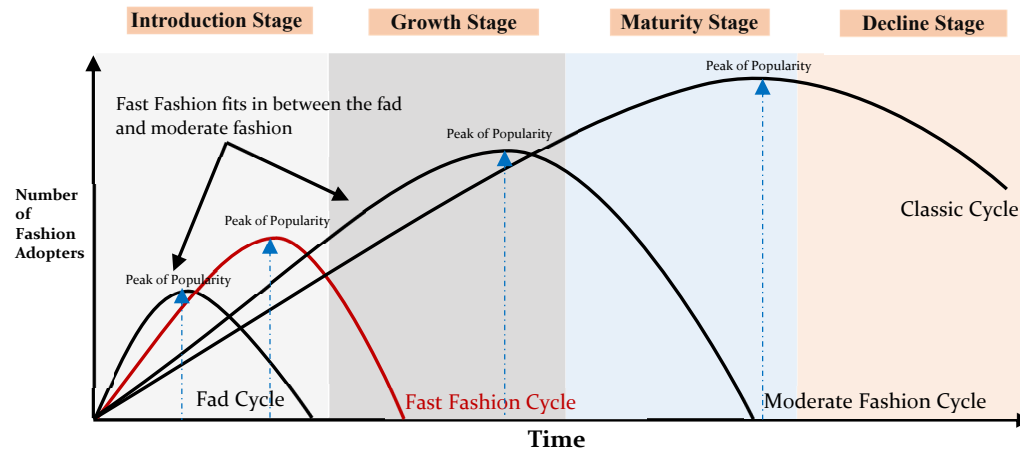 Introduction Stage
Growth Stage
Maturity Stage
Decline Stage
Peak of Popularity
Fast Fashion fits in between the fad
and moderate fashion
Peak of Popularity
Number
of
Fashion
Adopters
Classic Cycle
Peak of Popularity
Peak of Popularity
Fad Cycle
Fast Fashion Cycle
Moderate Fashion Cycle
Time